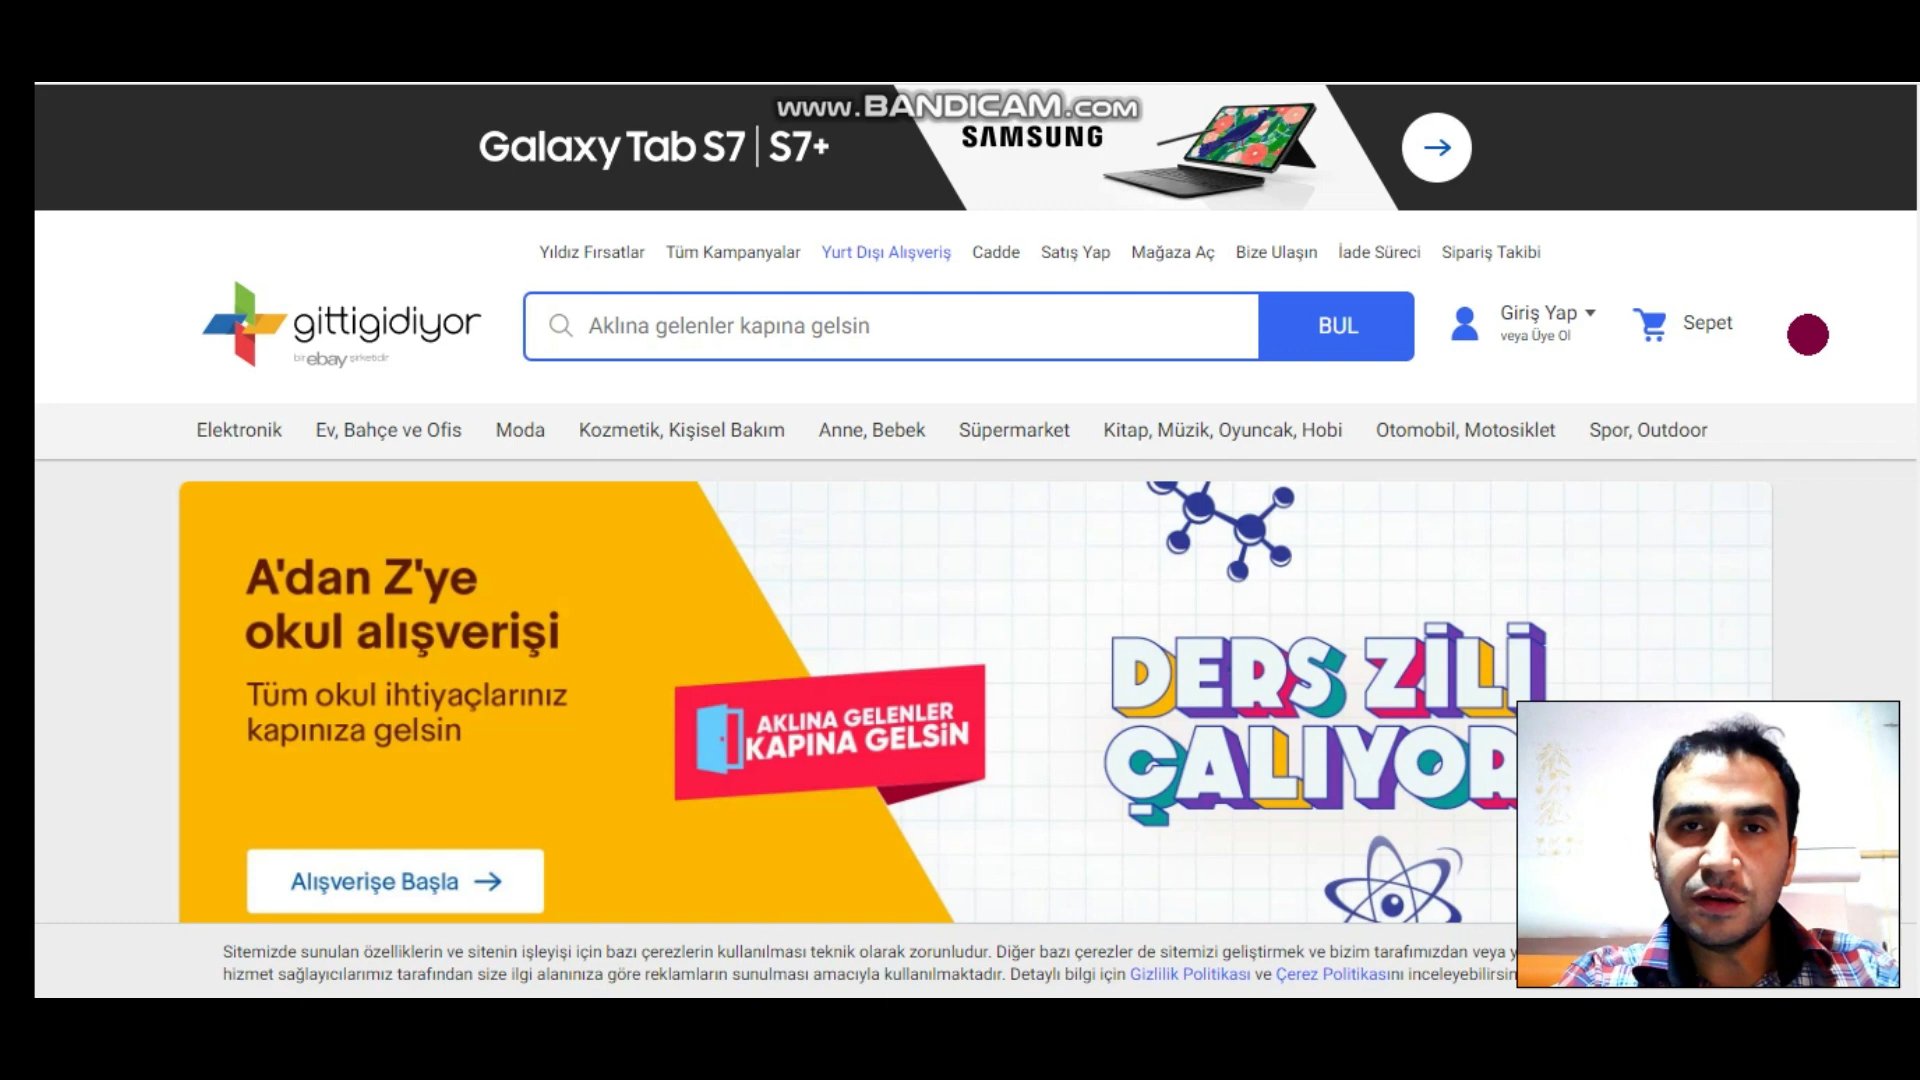 www.BANDICAM.com
Galaxy Tab S7 | S7+
SAMSUNG
Yıldız Fırsatlar Tüm Kampanyalar Yurt Dışı Alışveriş Cadde Satış Yap Mağaza Aç Bize Ulaşın İade Süreci Sipariş Takibi
gittigidiyor
bir ebay şirketidir
Aklına gelenler kapına gelsin
BUL
Giriş Yap
veya Üye Ol
Sepet
Elektronik Ev, Bahçe ve Ofis Moda Kozmetik, Kişisel Bakım Anne, Bebek Süpermarket Kitap, Müzik, Oyuncak, Hobi Otomobil, Motosiklet Spor, Outdoor
A'dan Z'ye
okul alışverişi
Tüm okul ihtiyaçlarınız
kapınıza gelsin
AKLINA GELENLER
KAPINA GELSİN
DERS ZİLİ
ÇALIYOR
Alışverişe Başla
Sitemizde sunulan özelliklerin ve sitenin işleyişi için bazı çerezlerin kullanılması teknik olarak zorunludur. Diğer bazı çerezler de sitemizi geliştirmek ve bizim tarafımızdan veya
hizmet sağlayıcılarımız tarafından size ilgi alanınıza göre reklamların sunulması amacıyla kullanılmaktadır. Detaylı bilgi için Gizlilik Politikası ve Çerez Politikasını inceleyebilirsin